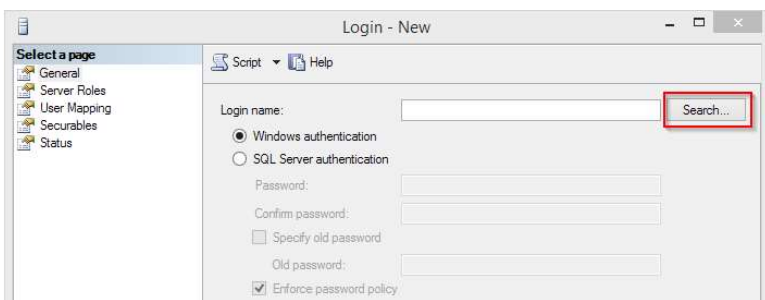 Login - New
Select a page
General
Server Roles
User Mapping
Securables
Status
Script Help
Login name:
Search...
Windows authentication
SQL Server authentication
Password:
Confirm password:
Specify old password
Old password:
Enforce password policy